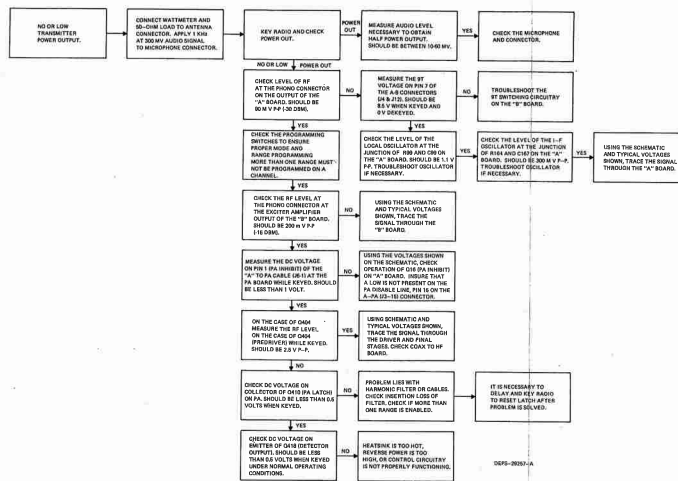 NO OR LOW
TRANSMITTER
POWER OUTPUT.
CONNECT WATTMETER AND
50-OHM LOAD TO ANTENNA
CONNECTOR. APPLY 1 KHz
AT 300 MV AUDIO SIGNAL
TO MICROPHONE CONNECTOR.
KEY RADIO AND CHECK
POWER OUT.
POWER
OUT
MEASURE AUDIO LEVEL
NECESSARY TO OBTAIN
HALF POWER OUTPUT.
SHOULD BE BETWEEN 10-60 MV.
YES
CHECK THE MICROPHONE
AND CONNECTOR.
NO OR LOW POWER OUT
CHECK LEVEL OF RF
AT THE PHONO CONNECTOR
ON THE OUTPUT OF THE
"A" BOARD. SHOULD BE
90 M V P-P (-30 DBM).
NO
MEASURE THE 9T
VOLTAGE ON PIN 7 OF
THE A-B CONNECTORS
(J4 & J12). SHOULD BE
8.5 V WHEN KEYED AND
0 V DEKEYED.
NO
TROUBLESHOOT THE
9T SWITCHING CIRCUITRY
ON THE "B" BOARD.
YES
YES
CHECK THE PROGRAMMING
SWITCHES TO ENSURE
PROPER MODE AND
RANGE PROGRAMMING
MORE THAN ONE RANGE MUST
NOT BE PROGRAMMED ON A
CHANNEL.
CHECK THE LEVEL OF THE
LOCAL OSCILLATOR AT THE
JUNCTION OF R99 AND C90 ON
THE "A" BOARD. SHOULD BE 1.1 V
P-P. TROUBLESHOOT OSCILLATOR
IF NECESSARY.
YES
CHECK THE LEVEL OF THE I-F
OSCILLATOR AT THE JUNCTION
OF R164 AND C167 ON THE "A"
BOARD. SHOULD BE 300 M V P-P.
TROUBLESHOOT OSCILLATOR
IF NECESSARY.
YES
USING THE SCHEMATIC
AND TYPICAL VOLTAGES
SHOWN, TRACE THE SIGNAL
THROUGH THE "A" BOARD.
YES
CHECK THE RF LEVEL AT
THE PHONO CONNECTOR AT
THE EXCITER AMPLIFIER
OUTPUT OF THE "B" BOARD.
SHOULD BE 200 m V P-P
(-16 DBM).
NO
USING THE SCHEMATIC
AND TYPICAL VOLTAGES
SHOWN, TRACE THE
SIGNAL THROUGH THE
"B" BOARD.
YES
MEASURE THE DC VOLTAGE
ON PIN 1 (PA INHIBIT) OF THE
"A" TO PA CABLE (J6-1) AT THE
PA BOARD WHILE KEYED. SHOULD
BE LESS THAN 1 VOLT.
NO
USING THE VOLTAGES SHOWN ON
THE SCHEMATIC, CHECK
OPERATION OF Q16 (PA INHIBIT)
ON "A" BOARD. INSURE THAT
A LOW IS NOT PRESENT ON THE
PA DISABLE LINE, PIN 15 ON THE
A-PA (J3-15) CONNECTOR.
YES
ON THE CASE OF Q404
MEASURE THE RF LEVEL
ON THE CASE OF Q404
(PREDRIVER) WHILE KEYED.
SHOULD BE 2.5 V P-P.
YES
USING SCHEMATIC AND
TYPICAL VOLTAGES SHOWN,
TRACE THE SIGNAL THROUGH
THE DRIVER AND FINAL
STAGES. CHECK COAX TO HF
BOARD.
NO
CHECK DC VOLTAGE ON
COLLECTOR OF Q410 (PA LATCH)
ON PA. SHOULD BE LESS THAN 0.5
VOLTS WHEN KEYED.
NO
PROBLEM LIES WITH
HARMONIC FILTER OR CABLES.
CHECK INSERTION LOSS OF
FILTER. CHECK IF MORE THAN
ONE RANGE IS ENABLED.
IT IS NECESSARY TO
DELAY AND KEY RADIO
TO RESET LATCH AFTER
PROBLEM IS SOLVED.
YES
CHECK DC VOLTAGE ON
EMITTER OF Q418 (DETECTOR
OUTPUT). SHOULD BE LESS
THAN 0.5 VOLTS WHEN KEYED
UNDER NORMAL OPERATING
CONDITIONS.
NO
HEATSINK IS TOO HOT,
REVERSE POWER IS TOO
HIGH, OR CONTROL CIRCUITRY
IS NOT PROPERLY FUNCTIONING.
DEPS-29257-A